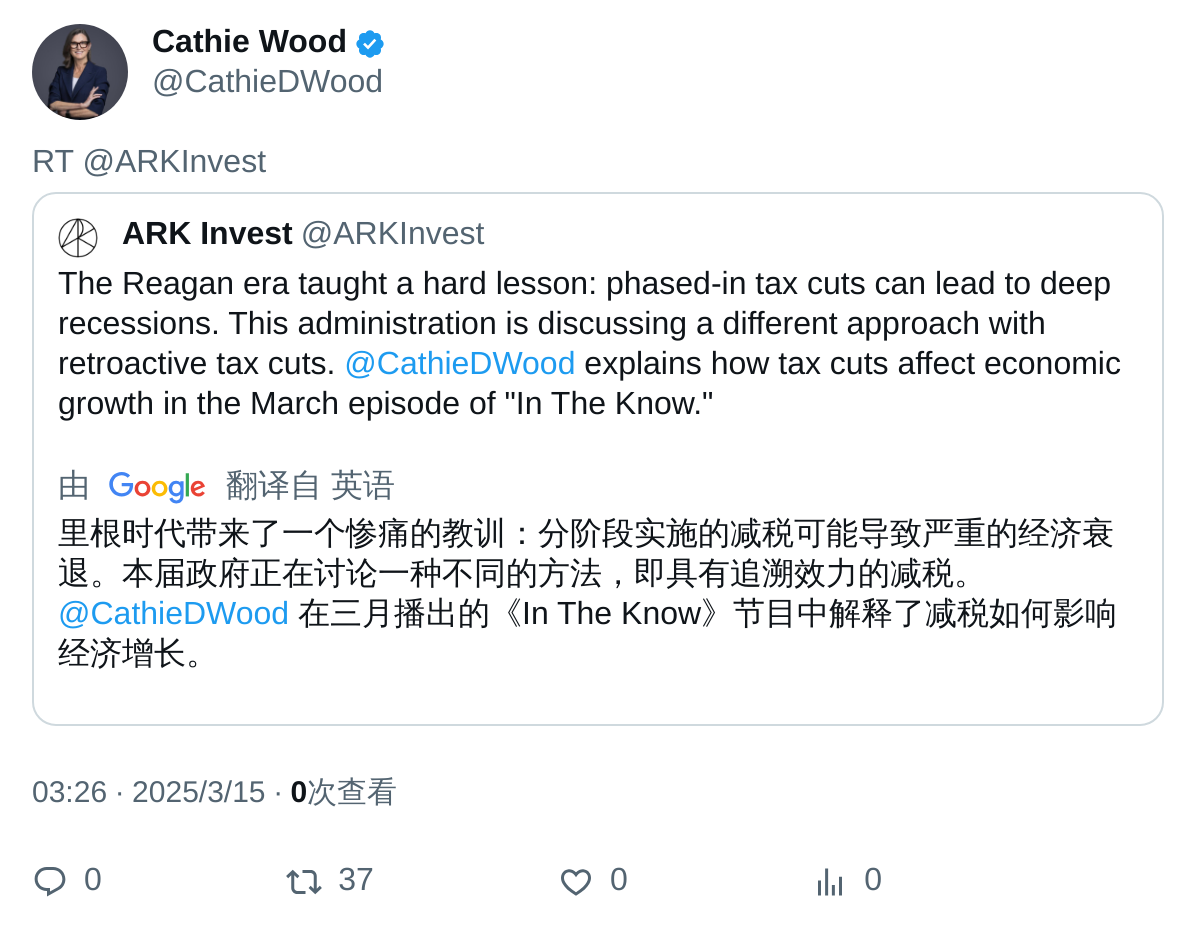 Cathie Wood
@CathieDWood
RT @ARKInvest
ARK Invest @ARKInvest
The Reagan era taught a hard lesson: phased-in tax cuts can lead to deep
recessions. This administration is discussing a different approach with
retroactive tax cuts. @CathieDWood explains how tax cuts affect economic
growth in the March episode of "In The Know."
由 Google 翻译自 英语
里根时代带来了一个惨痛的教训：分阶段实施的减税可能导致严重的经济衰
退。本届政府正在讨论一种不同的方法，即具有追溯效力的减税。
@CathieDWood 在三月播出的《In The Know》节目中解释了减税如何影响
经济增长。
03:26 · 2025/3/15 · 0次查看
0 37 0 0